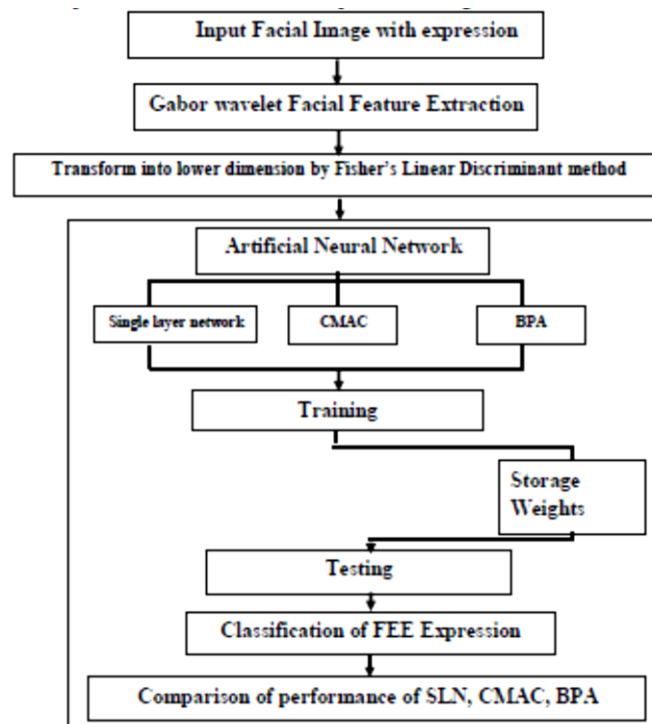 Input Facial Image with expression
Gabor wavelet Facial Feature Extraction
Transform into lower dimension by Fisher's Linear Discriminant method
Artificial Neural Network
Single layer network
CMAC
BPA
Training
Storage
Weights
Testing
Classification of FEE Expression
Comparison of performance of SLN, CMAC, BPA